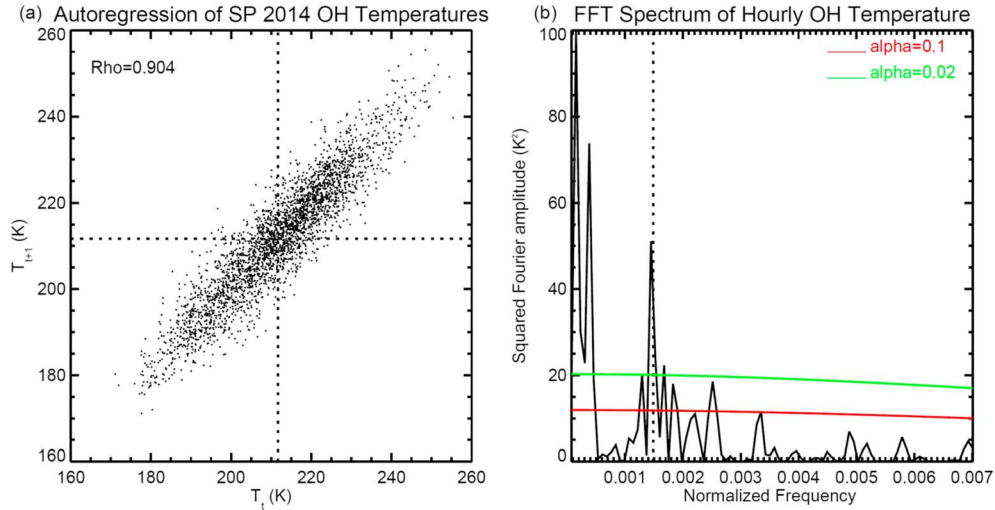 (a) Autoregression of SP 2014 OH Temperatures
Rho=0.904
260
240
220
200
180
160
T_{t+1} (K)
160 180 200 220 240 260
T_t (K)
(b) FFT Spectrum of Hourly OH Temperature
alpha=0.1
alpha=0.02
100
80
60
40
20
0
Squared Fourier amplitude (K²)
0.001 0.002 0.003 0.004 0.005 0.006 0.007
Normalized Frequency